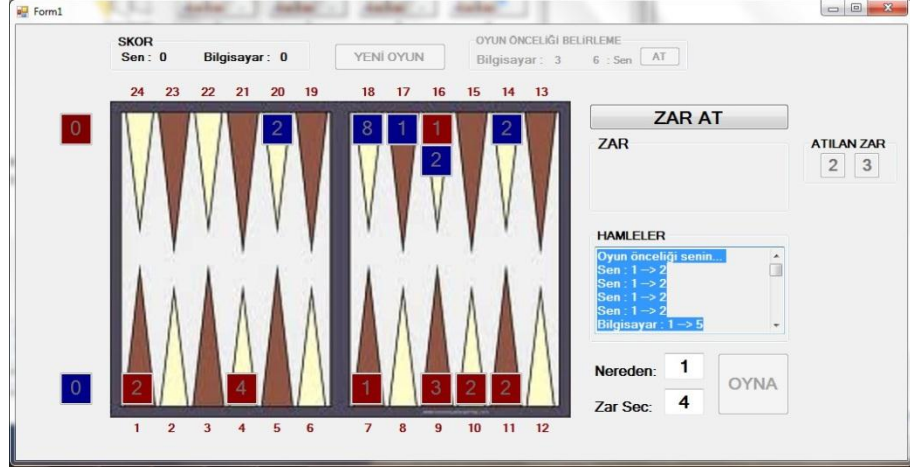 Form1
SKOR
Sen : 0 Bilgisayar : 0
YENİ OYUN
OYUN ÖNCELİĞİ BELİRLEME
Bilgisayar : 3 6 : Sen AT
24 23 22 21 20 19 18 17 16 15 14 13
0 2 8 1 1 2
2
ZAR AT
ZAR
ATILAN ZAR
2 3
HAMLELER
Oyun önceliği senin...
Sen : 1 --> 2
Sen : 1 --> 2
Sen : 1 --> 2
Sen : 1 --> 2
Bilgisayar : 1 --> 5
0 2 4 1 3 2 2
1 2 3 4 5 6 7 8 9 10 11 12
Nereden: 1
Zar Sec: 4
OYNA